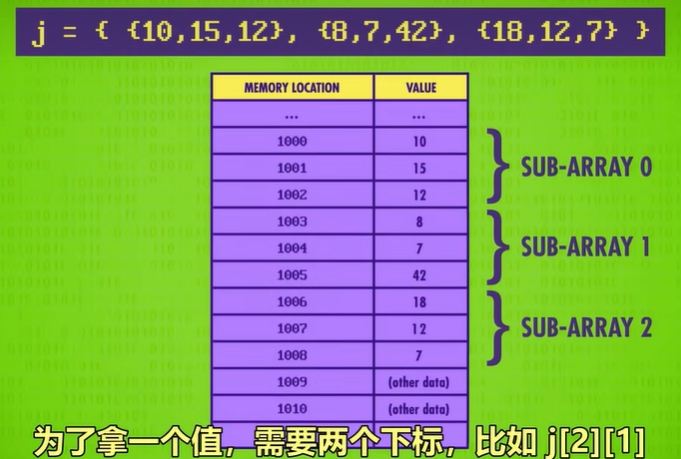 j = { {10,15,12}, {8,7,42}, {18,12,7} }
MEMORY LOCATION VALUE
... ...
1000 10
1001 15
1002 12
SUB-ARRAY 0
1003 8
1004 7
1005 42
SUB-ARRAY 1
1006 18
1007 12
1008 7
SUB-ARRAY 2
1009 (other data)
1010 (other data)
为了拿一个值，需要两个下标，比如 j[2][1]